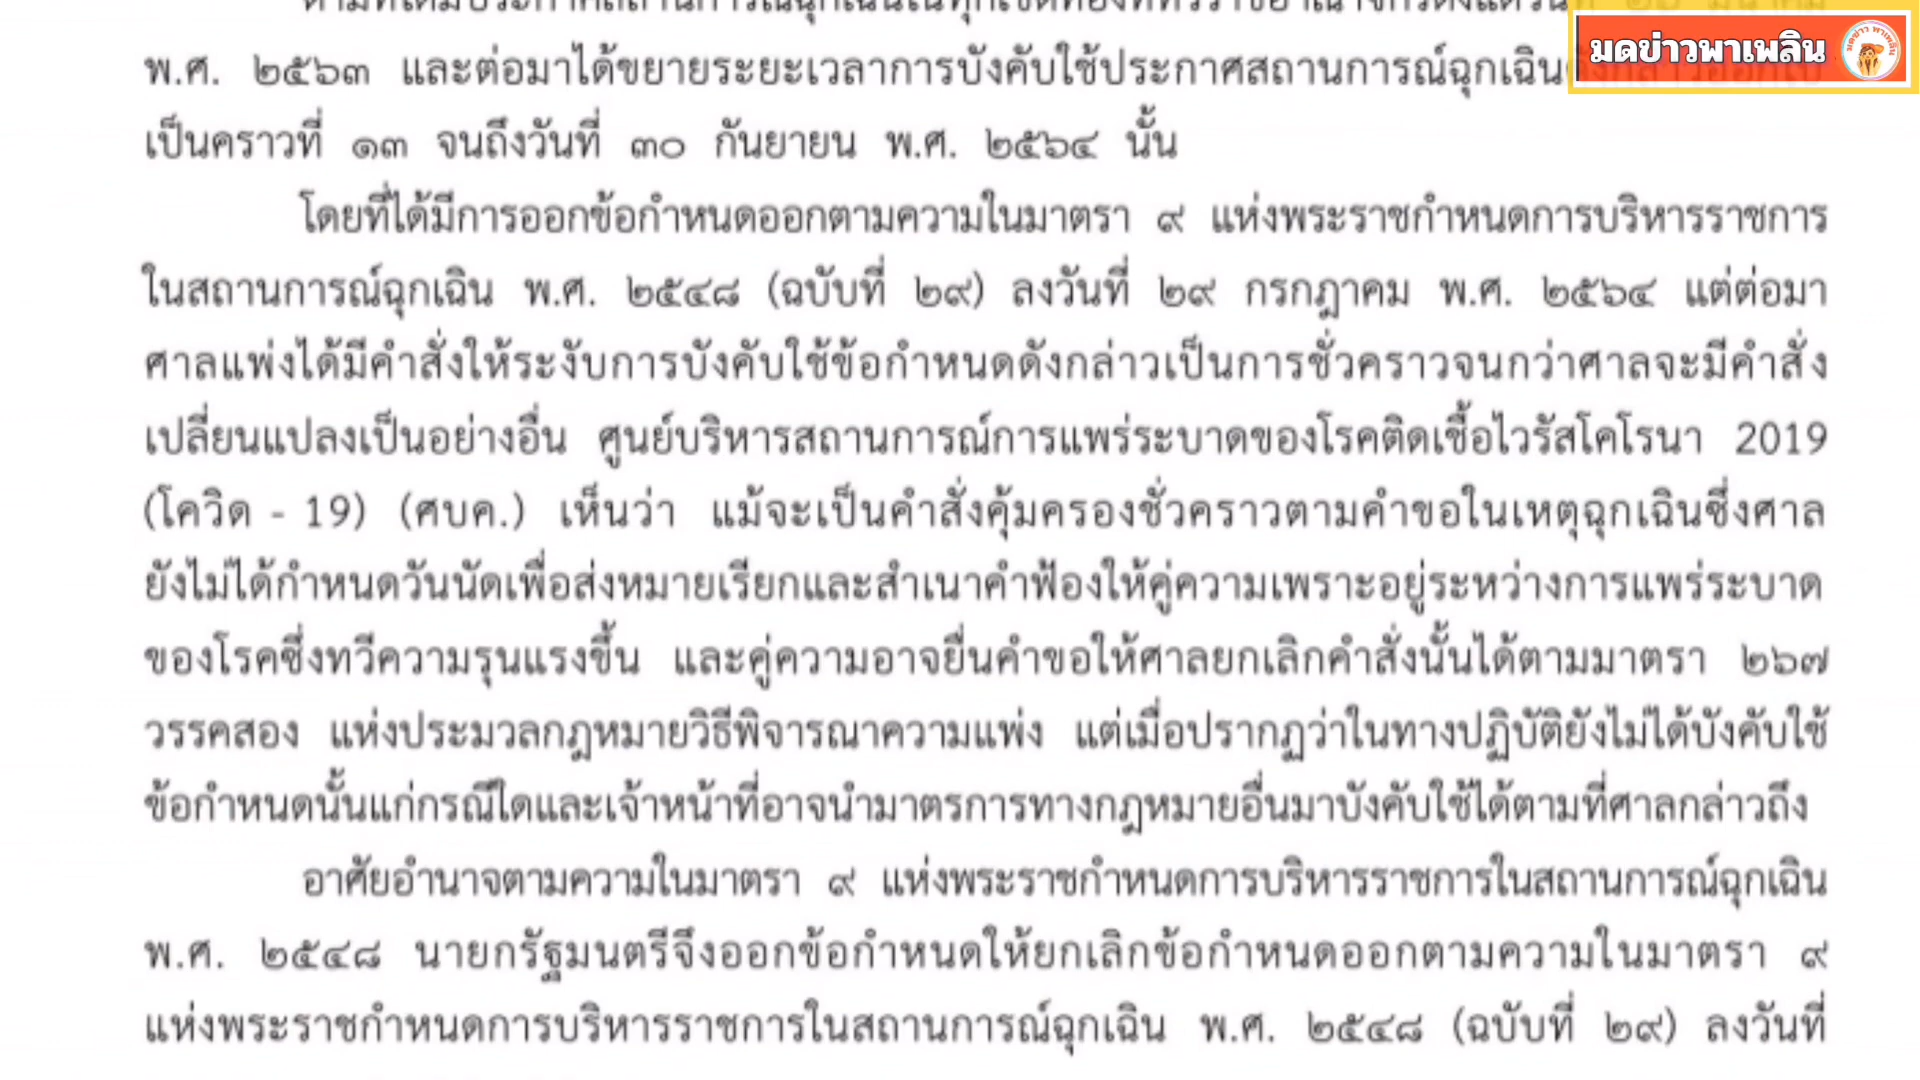 มดข่าวพาเพลิน
พ.ศ. ๒๕๖๓ และต่อมาได้ขยายระยะเวลาการบังคับใช้ประกาศสถานการณ์ฉุกเฉิน
เป็นคราวที่ ๑๓ จนถึงวันที่ ๓๐ กันยายน พ.ศ. ๒๕๖๔ นั้น
โดยที่ได้มีการออกข้อกำหนดออกตามความในมาตรา ๙ แห่งพระราชกำหนดการบริหารราชการ
ในสถานการณ์ฉุกเฉิน พ.ศ. ๒๕๔๘ (ฉบับที่ ๒๙) ลงวันที่ ๒๙ กรกฎาคม พ.ศ. ๒๕๖๔ แต่ต่อมา
ศาลแพ่งได้มีคำสั่งให้ระงับการบังคับใช้ข้อกำหนดดังกล่าวเป็นการชั่วคราวจนกว่าศาลจะมีคำสั่ง
เปลี่ยนแปลงเป็นอย่างอื่น ศูนย์บริหารสถานการณ์การแพร่ระบาดของโรคติดเชื้อไวรัสโคโรนา 2019
(โควิด - 19) (ศบค.) เห็นว่า แม้จะเป็นคำสั่งคุ้มครองชั่วคราวตามคำขอในเหตุฉุกเฉินซึ่งศาล
ยังไม่ได้กำหนดวันนัดเพื่อส่งหมายเรียกและสำเนาคำฟ้องให้คู่ความเพราะอยู่ระหว่างการแพร่ระบาด
ของโรคซึ่งทวีความรุนแรงขึ้น และคู่ความอาจยื่นคำขอให้ศาลยกเลิกคำสั่งนั้นได้ตามมาตรา ๒๖๗
วรรคสอง แห่งประมวลกฎหมายวิธีพิจารณาความแพ่ง แต่เมื่อปรากฏว่าในทางปฏิบัติยังไม่ได้บังคับใช้
ข้อกำหนดนั้นแก่กรณีใดและเจ้าหน้าที่อาจนำมาตรการทางกฎหมายอื่นมาบังคับใช้ได้ตามที่ศาลกล่าวถึง
อาศัยอำนาจตามความในมาตรา ๙ แห่งพระราชกำหนดการบริหารราชการในสถานการณ์ฉุกเฉิน
พ.ศ. ๒๕๔๘ นายกรัฐมนตรีจึงออกข้อกำหนดให้ยกเลิกข้อกำหนดออกตามความในมาตรา ๙
แห่งพระราชกำหนดการบริหารราชการในสถานการณ์ฉุกเฉิน พ.ศ. ๒๕๔๘ (ฉบับที่ ๒๙) ลงวันที่